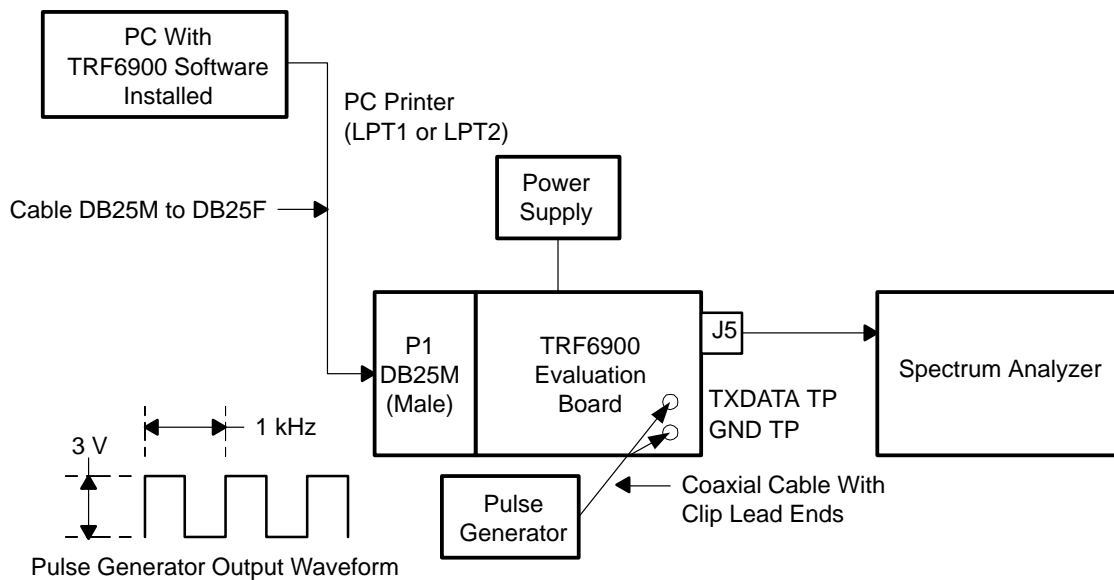 PC With
TRF6900 Software
Installed
PC Printer
(LPT1 or LPT2)
Cable DB25M to DB25F
Power
Supply
P1
DB25M
(Male)
TRF6900
Evaluation
Board
J5
Spectrum Analyzer
TXDATA TP
GND TP
1 kHz
3 V
Pulse
Generator
Coaxial Cable With
Clip Lead Ends
Pulse Generator Output Waveform